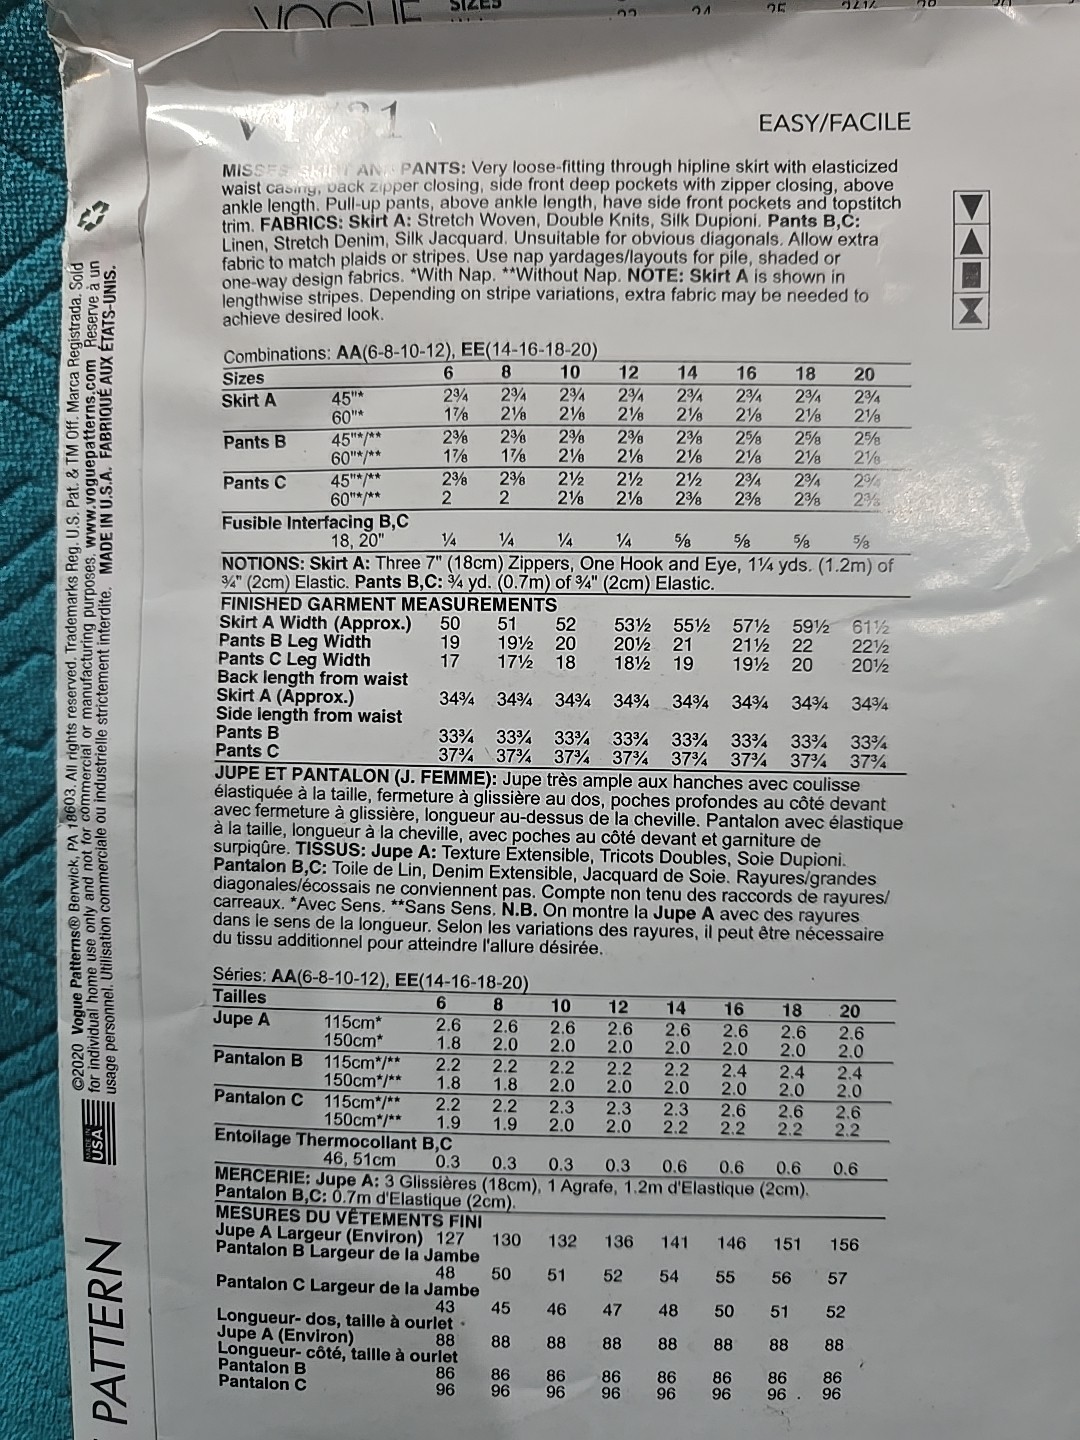 VOGUE SIZES
EASY/FACILE
PANTS: Very loose-fitting through hipline skirt with elasticized
waist casing, back zipper closing, side front deep pockets with zipper closing, above
ankle length. Pull-up pants, above ankle length, have side front pockets and topstitch
trim. FABRICS: Skirt A: Stretch Woven, Double Knits, Silk Dupioni. Pants B,C:
Linen, Stretch Denim, Silk Jacquard. Unsuitable for obvious diagonals. Allow extra
fabric to match plaids or stripes. Use nap yardages/layouts for pile, shaded or
one-way design fabrics. *With Nap. **Without Nap. NOTE: Skirt A is shown in
lengthwise stripes. Depending on stripe variations, extra fabric may be needed to
achieve desired look.
Combinations: AA(6-8-10-12), EE(14-16-18-20)
Sizes 6 8 10 12 14 16 18 20
Skirt A 45"* 2¾ 2¾ 2¾ 2¾ 2¾ 2¾ 2¾ 2¾
60"* 1⅞ 2⅛ 2⅛ 2⅛ 2⅛ 2⅛ 2⅛ 2⅛
Pants B 45"*/** 2⅜ 2⅜ 2⅜ 2⅜ 2⅜ 2⅝ 2⅝ 2⅝
60"*/** 1⅞ 1⅞ 2⅛ 2⅛ 2⅛ 2⅛ 2⅛ 2⅛
Pants C 45"*/** 2⅜ 2⅜ 2½ 2½ 2½ 2¾ 2¾ 2¾
60"*/** 2 2 2⅛ 2⅛ 2⅜ 2⅜ 2⅜ 2⅜
Fusible Interfacing B,C
18, 20" ¼ ¼ ¼ ¼ ⅝ ⅝ ⅝ ⅝
NOTIONS: Skirt A: Three 7" (18cm) Zippers, One Hook and Eye, 1¼ yds. (1.2m) of
¾" (2cm) Elastic. Pants B,C: ¾ yd. (0.7m) of ¾" (2cm) Elastic.
FINISHED GARMENT MEASUREMENTS
Skirt A Width (Approx.) 50 51 52 53½ 55½ 57½ 59½ 61½
Pants B Leg Width 19 19½ 20 20½ 21 21½ 22 22½
Pants C Leg Width 17 17½ 18 18½ 19 19½ 20 20½
Back length from waist
Skirt A (Approx.) 34¾ 34¾ 34¾ 34¾ 34¾ 34¾ 34¾ 34¾
Side length from waist
Pants B 33¾ 33¾ 33¾ 33¾ 33¾ 33¾ 33¾ 33¾
Pants C 37¾ 37¾ 37¾ 37¾ 37¾ 37¾ 37¾ 37¾
JUPE ET PANTALON (J. FEMME): Jupe très ample aux hanches avec coulisse
élastiquée à la taille, fermeture à glissière au dos, poches profondes au côté devant
avec fermeture à glissière, longueur au-dessus de la cheville. Pantalon avec élastique
à la taille, longueur à la cheville, avec poches au côté devant et garniture de
surpiqûre. TISSUS: Jupe A: Texture Extensible, Tricots Doubles, Soie Dupioni.
Pantalon B,C: Toile de Lin, Denim Extensible, Jacquard de Soie. Rayures/grandes
diagonales/écossais ne conviennent pas. Compte non tenu des raccords de rayures/
carreaux. *Avec Sens. **Sans Sens. N.B. On montre la Jupe A avec des rayures
dans le sens de la longueur. Selon les variations des rayures, il peut être nécessaire
du tissu additionnel pour atteindre l'allure désirée.
Séries: AA(6-8-10-12), EE(14-16-18-20)
Tailles 6 8 10 12 14 16 18 20
Jupe A 115cm* 2.6 2.6 2.6 2.6 2.6 2.6 2.6 2.6
150cm* 1.8 2.0 2.0 2.0 2.0 2.0 2.0 2.0
Pantalon B 115cm*/** 2.2 2.2 2.2 2.2 2.2 2.4 2.4 2.4
150cm*/** 1.8 1.8 2.0 2.0 2.0 2.0 2.0 2.0
Pantalon C 115cm*/** 2.2 2.2 2.3 2.3 2.3 2.6 2.6 2.6
150cm*/** 1.9 1.9 2.0 2.0 2.2 2.2 2.2 2.2
Entoilage Thermocollant B,C
46, 51cm 0.3 0.3 0.3 0.3 0.6 0.6 0.6 0.6
MERCERIE: Jupe A: 3 Glissières (18cm), 1 Agrafe, 1.2m d'Elastique (2cm).
Pantalon B,C: 0.7m d'Elastique (2cm).
MESURES DU VÊTEMENTS FINI
Jupe A Largeur (Environ) 127 130 132 136 141 146 151 156
Pantalon B Largeur de la Jambe
48 50 51 52 54 55 56 57
Pantalon C Largeur de la Jambe
43 45 46 47 48 50 51 52
Longueur- dos, taille à ourlet
Jupe A (Environ) 88 88 88 88 88 88 88 88
Longueur- côté, taille à ourlet
Pantalon B 86 86 86 86 86 86 86 86
Pantalon C 96 96 96 96 96 96 96 96
©2020 Vogue Patterns® Berwick, PA 18603. All rights reserved. Trademarks Reg. U.S. Pat. & TM Off. Marca Registrada. Sold
for individual home use only and not for commercial or manufacturing purposes. www.voguepatterns.com Reserve à un
usage personnel. Utilisation commerciale ou industrielle strictement interdite. MADE IN U.S.A. FABRIQUÉ AUX ÉTATS-UNIS.
MADE IN
USA
PATTERN